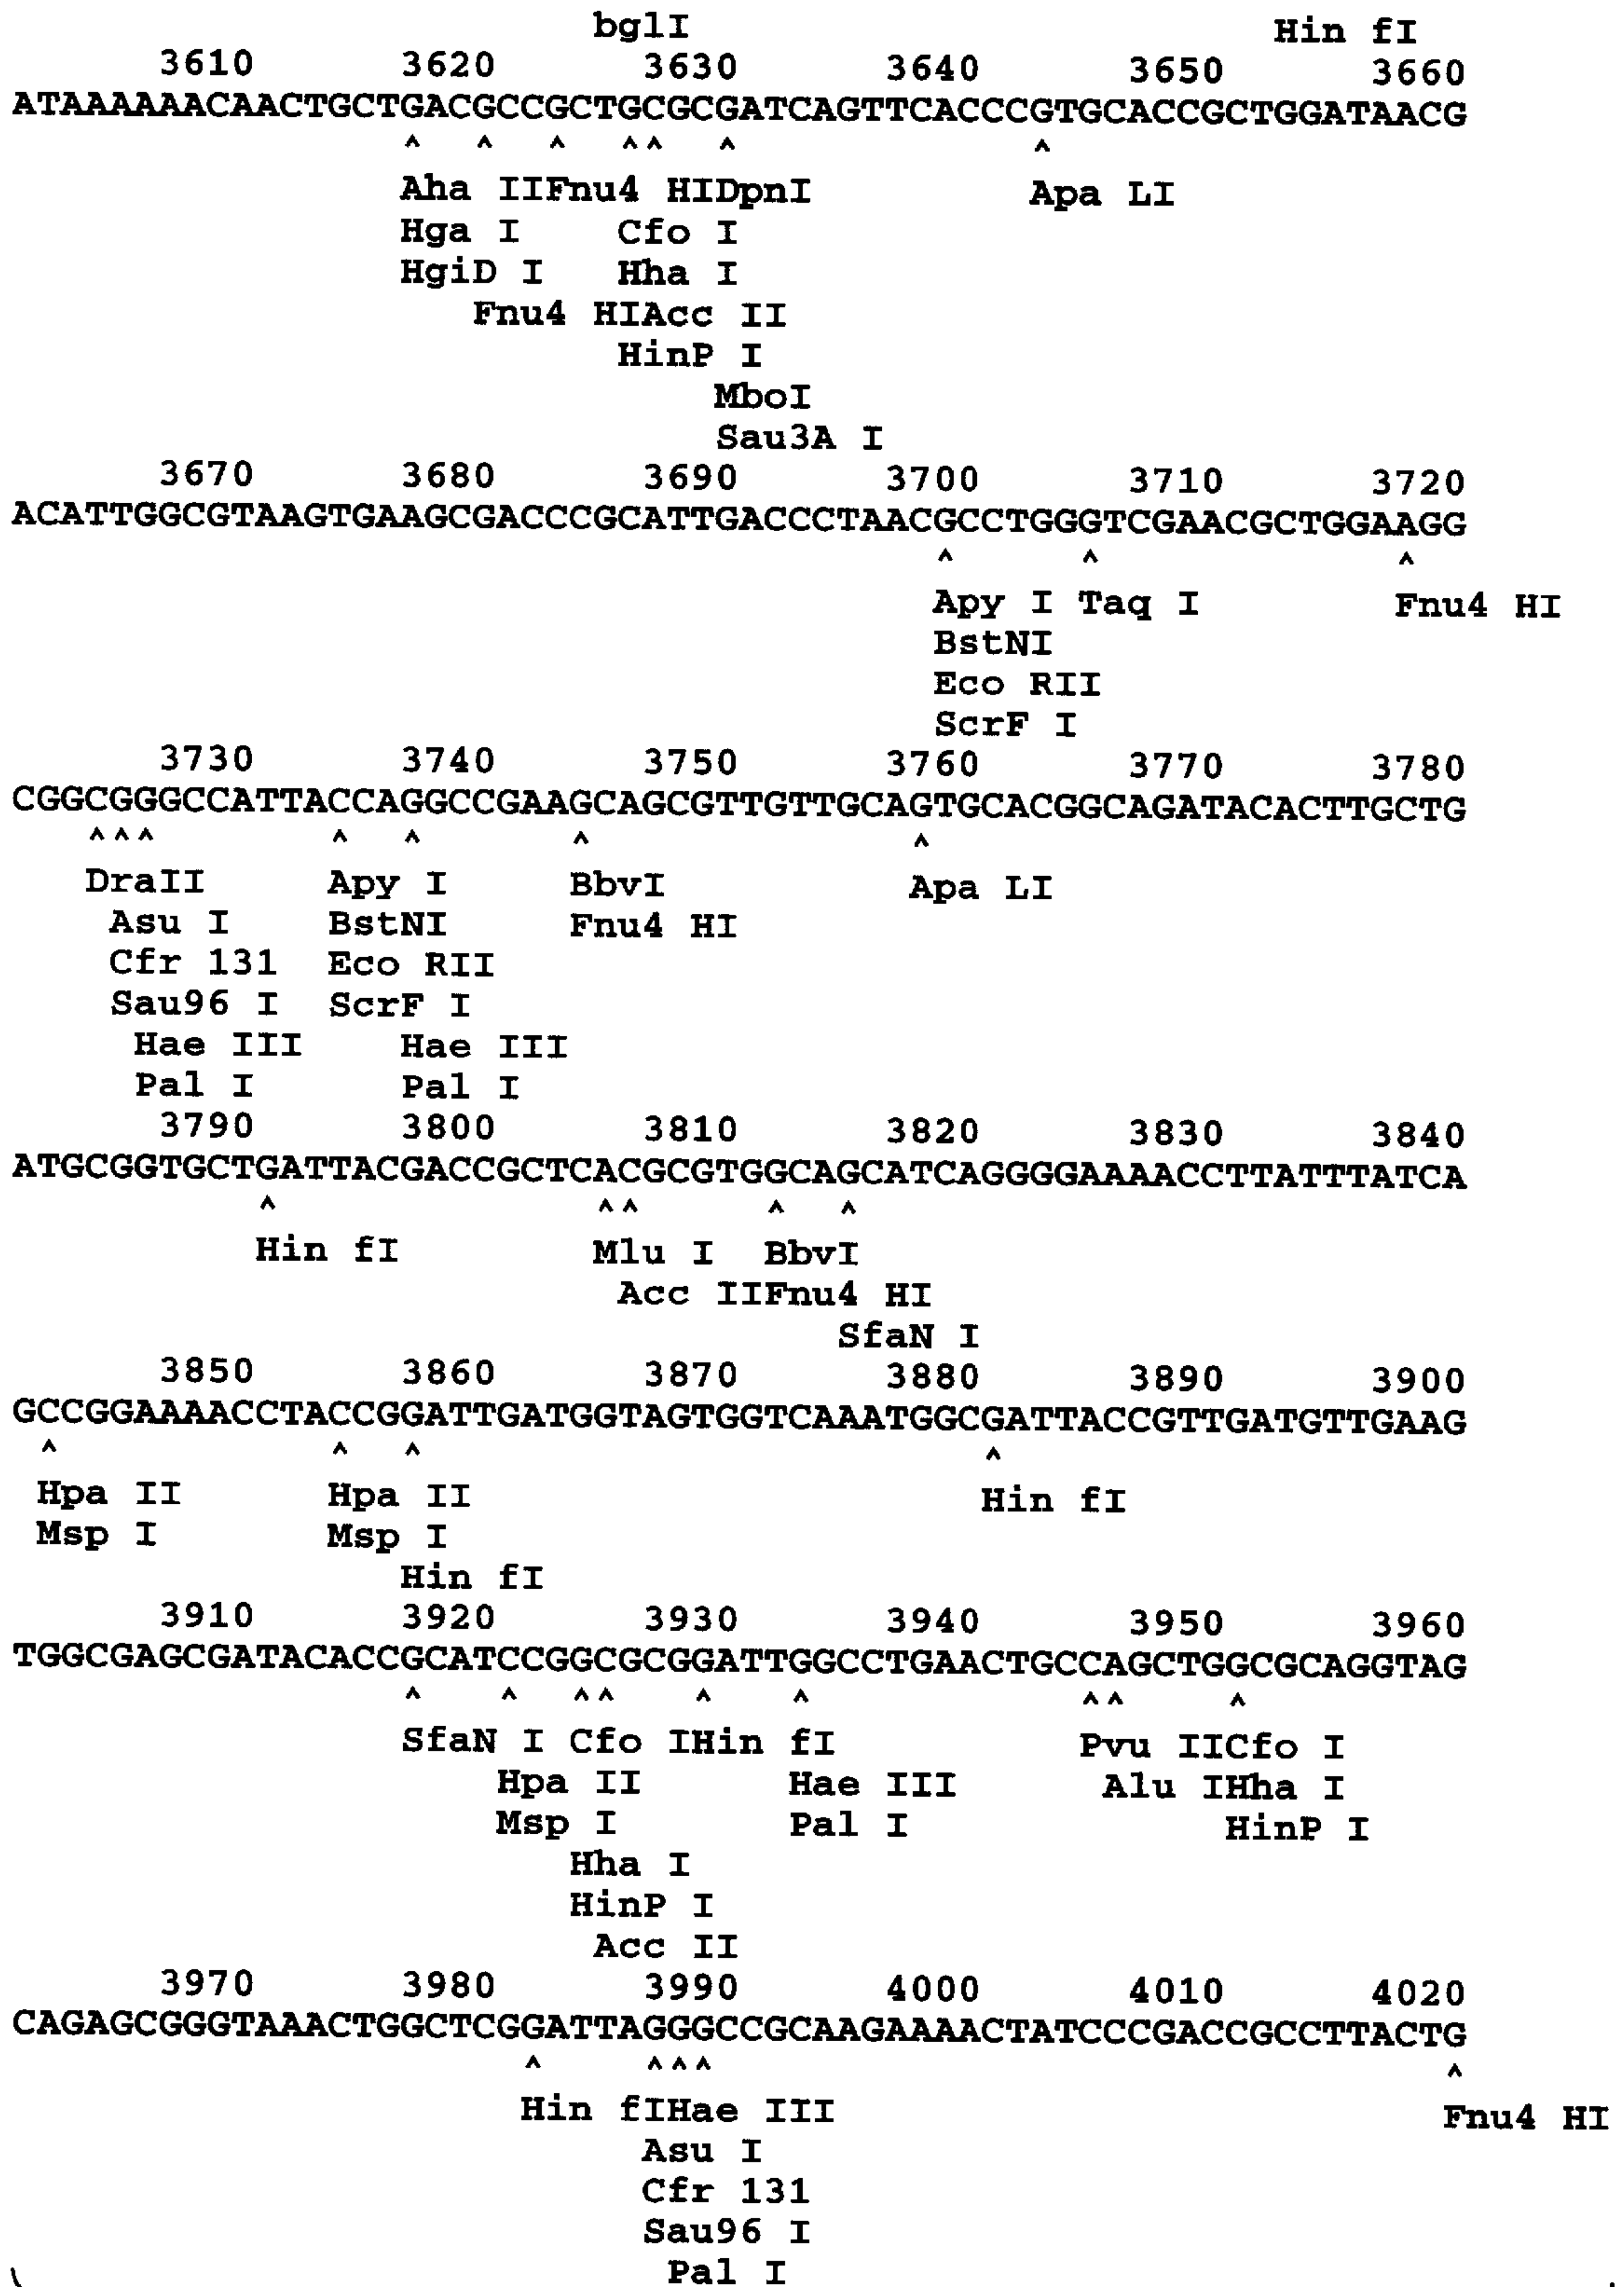 bglI Hin fI
3610 3620 3630 3640 3650 3660
ATAAAAAACAACTGCTGACGCCGCTGCGCGATCAGTTCACCCGTGCACCGCTGGATAACG
^ ^ ^ ^^ ^ ^
Aha IIFnu4 HIDpnI Apa LI
Hga I Cfo I
HgiD I Hha I
Fnu4 HIAcc II
HinP I
MboI
Sau3A I
3670 3680 3690 3700 3710 3720
ACATTGGCGTAAGTGAAGCGACCCGCATTGACCCTAACGCCTGGGTCGAACGCTGGAAGG
^ ^ ^
Apy I Taq I Fnu4 HI
BstNI
Eco RII
ScrF I
3730 3740 3750 3760 3770 3780
CGGCGGGCCATTACCAGGCCGAAGCAGCGTTGTTGCAGTGCACGGCAGATACACTTGCTG
^^^ ^ ^ ^ ^
DraII Apy I BbvI Apa LI
Asu I BstNI Fnu4 HI
Cfr 131 Eco RII
Sau96 I ScrF I
Hae III Hae III
Pal I Pal I
3790 3800 3810 3820 3830 3840
ATGCGGTGCTGATTACGACCGCTCACGCGTGGCAGCATCAGGGGAAAACCTTATTTATCA
^ ^^ ^ ^
Hin fI Mlu I BbvI
Acc IIFnu4 HI
SfaN I
3850 3860 3870 3880 3890 3900
GCCGGAAAACCTACCGGATTGATGGTAGTGGTCAAATGGCGATTACCGTTGATGTTGAAG
^ ^ ^ ^
Hpa II Hpa II Hin fI
Msp I Msp I
Hin fI
3910 3920 3930 3940 3950 3960
TGGCGAGCGATACACCGCATCCGGCGCGGATTGGCCTGAACTGCCAGCTGGCGCAGGTAG
^ ^ ^^ ^ ^ ^^ ^
SfaN I Cfo IHin fI Pvu IICfo I
Hpa II Hae III Alu IHha I
Msp I Pal I HinP I
Hha I
HinP I
Acc II
3970 3980 3990 4000 4010 4020
CAGAGCGGGTAAACTGGCTCGGATTAGGGCCGCAAGAAAACTATCCCGACCGCCTTACTG
^ ^^^ ^
Hin fIHae III Fnu4 HI
Asu I
Cfr 131
Sau96 I
Pal I